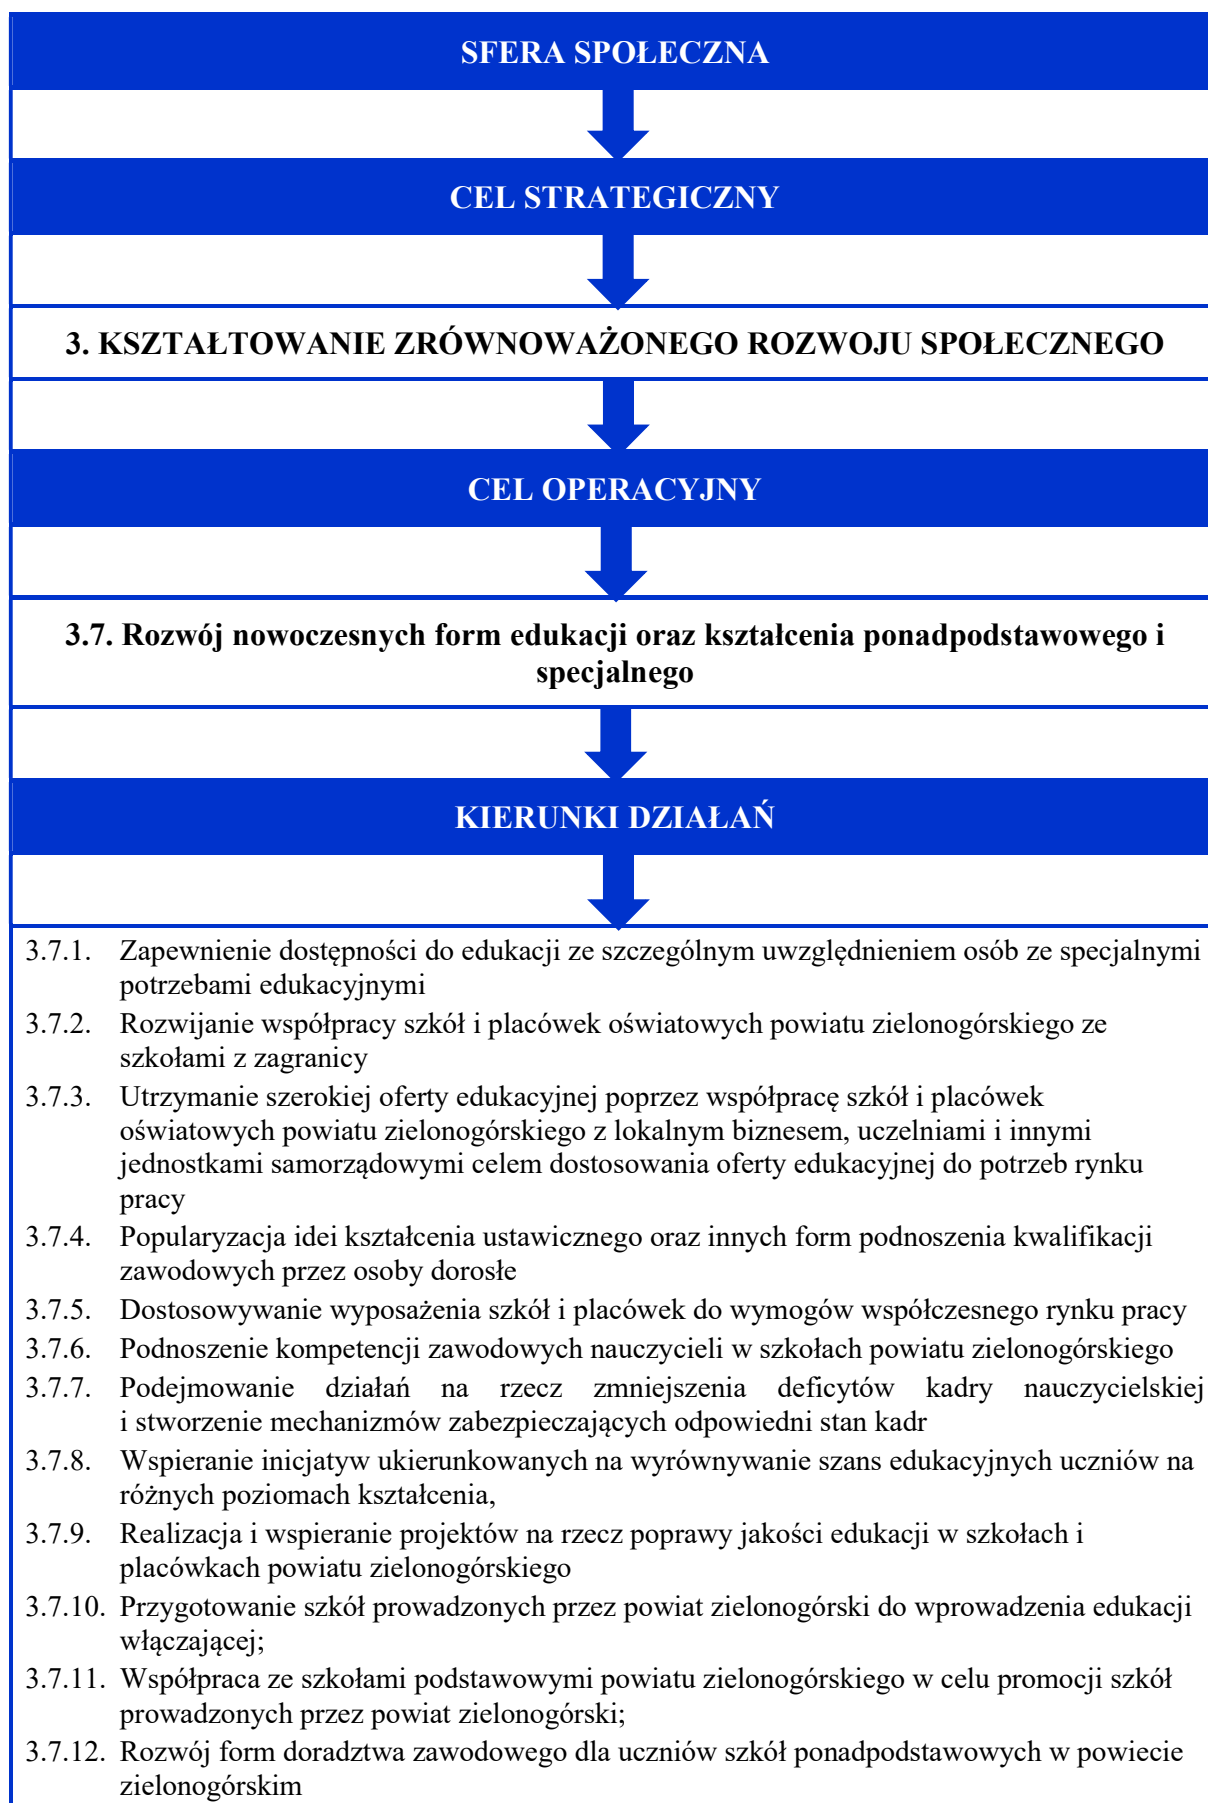 SFERA SPOŁECZNA
CEL STRATEGICZNY
3. KSZTAŁTOWANIE ZRÓWNOWAŻONEGO ROZWOJU SPOŁECZNEGO
CEL OPERACYJNY
3.7. Rozwój nowoczesnych form edukacji oraz kształcenia ponadpodstawowego i
specjalnego
KIERUNKI DZIAŁAŃ
3.7.1. Zapewnienie dostępności do edukacji ze szczególnym uwzględnieniem osób ze specjalnymi
potrzebami edukacyjnymi
3.7.2. Rozwijanie współpracy szkół i placówek oświatowych powiatu zielonogórskiego ze
szkołami z zagranicy
3.7.3. Utrzymanie szerokiej oferty edukacyjnej poprzez współpracę szkół i placówek
oświatowych powiatu zielonogórskiego z lokalnym biznesem, uczelniami i innymi
jednostkami samorządowymi celem dostosowania oferty edukacyjnej do potrzeb rynku
pracy
3.7.4. Popularyzacja idei kształcenia ustawicznego oraz innych form podnoszenia kwalifikacji
zawodowych przez osoby dorosłe
3.7.5. Dostosowywanie wyposażenia szkół i placówek do wymogów współczesnego rynku pracy
3.7.6. Podnoszenie kompetencji zawodowych nauczycieli w szkołach powiatu zielonogórskiego
3.7.7. Podejmowanie działań na rzecz zmniejszenia deficytów kadry nauczycielskiej
i stworzenie mechanizmów zabezpieczających odpowiedni stan kadr
3.7.8. Wspieranie inicjatyw ukierunkowanych na wyrównywanie szans edukacyjnych uczniów na
różnych poziomach kształcenia,
3.7.9. Realizacja i wspieranie projektów na rzecz poprawy jakości edukacji w szkołach i
placówkach powiatu zielonogórskiego
3.7.10. Przygotowanie szkół prowadzonych przez powiat zielonogórski do wprowadzenia edukacji
włączającej;
3.7.11. Współpraca ze szkołami podstawowymi powiatu zielonogórskiego w celu promocji szkół
prowadzonych przez powiat zielonogórski;
3.7.12. Rozwój form doradztwa zawodowego dla uczniów szkół ponadpodstawowych w powiecie
zielonogórskim